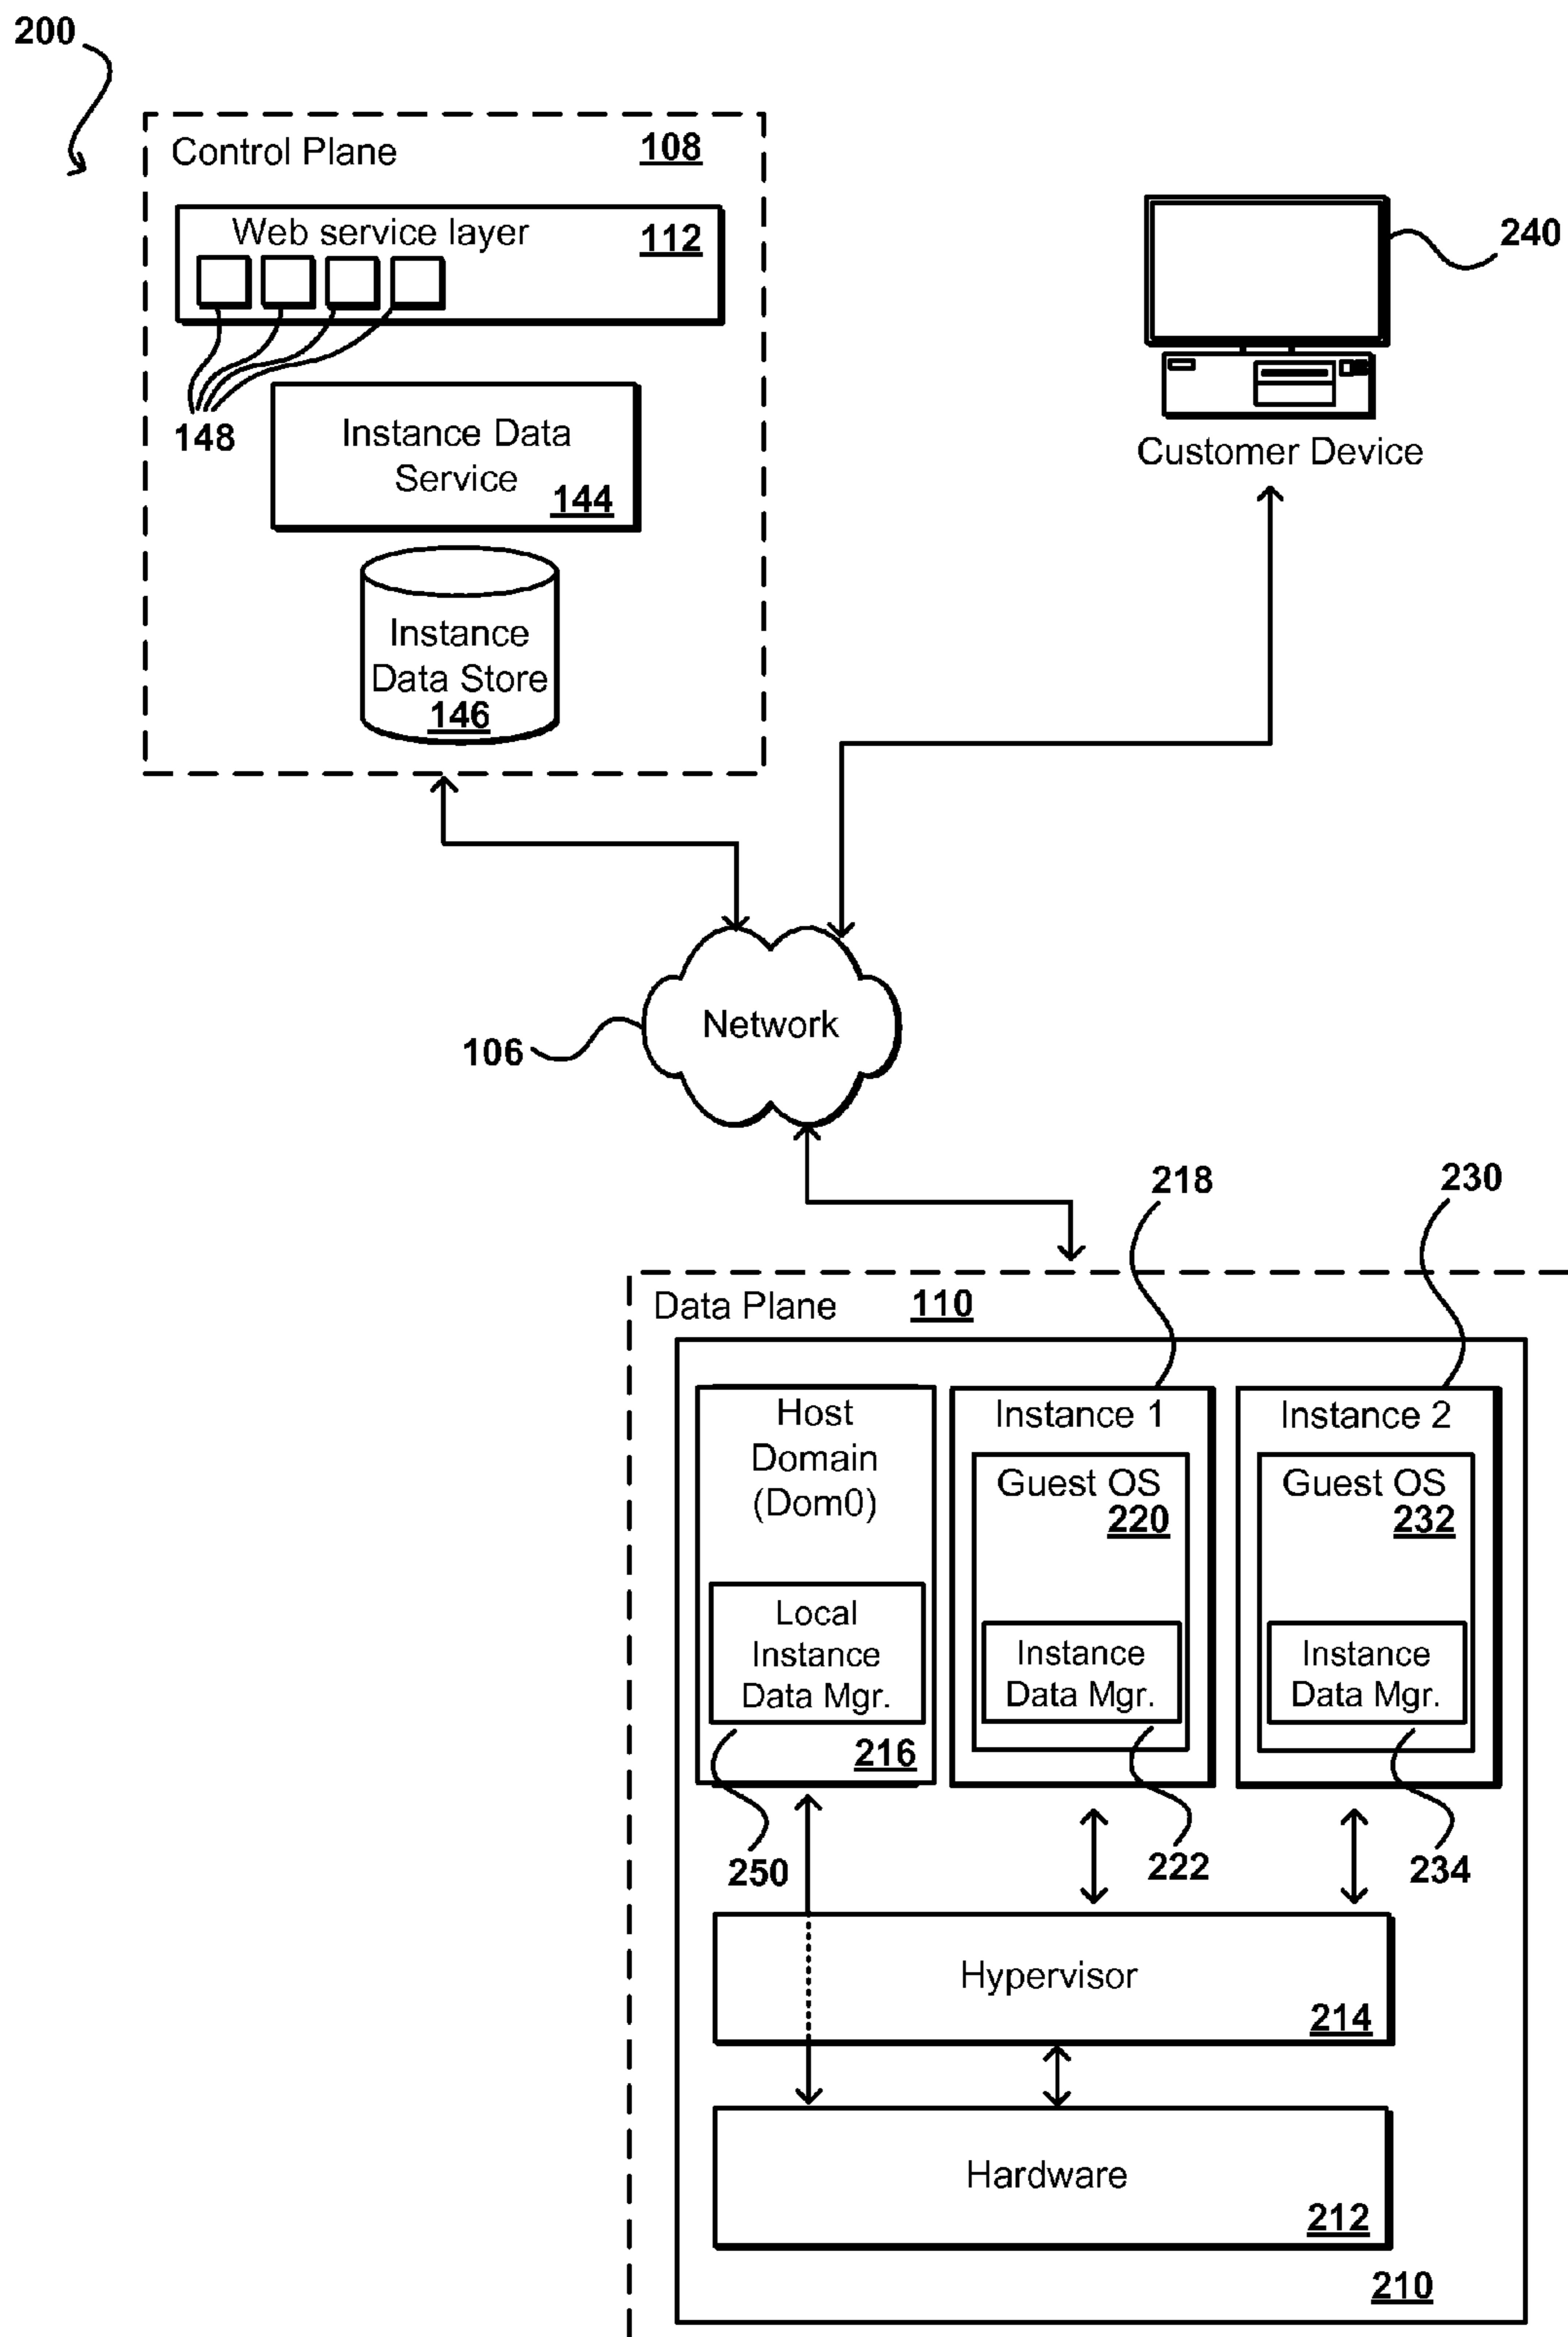 200
Control Plane 108
Web service layer 112
148
Instance Data
Service 144
Instance
Data Store
146
240
Customer Device
Network
106
218
230
Data Plane 110
Host
Domain
(Dom0)
Local
Instance
Data Mgr.
216
250
Instance 1
Guest OS
220
Instance
Data Mgr.
222
Instance 2
Guest OS
232
Instance
Data Mgr.
234
Hypervisor
214
Hardware
212
210